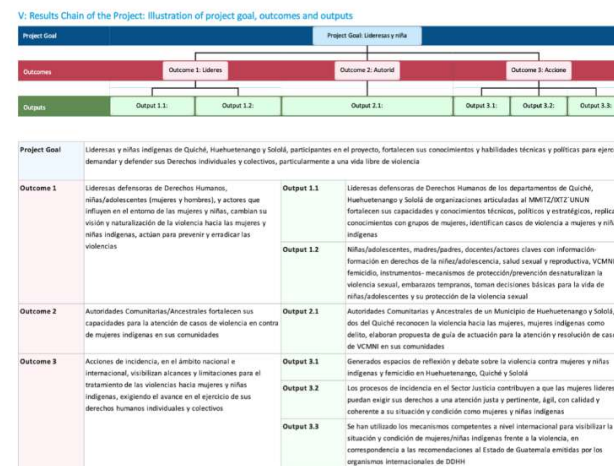 V: Results Chain of the Project: Illustration of project goal, outcomes and outputs
Project Goal
Project Goal: Lideresas y niña
Outcomes
Outcome 1: Lideres
Outcome 2: Autorid
Outcome 3: Accione
Outputs
Output 1.1:
Output 1.2:
Output 2.1:
Output 3.1:
Output 3.2:
Output 3.3:
Project Goal
Lideresas y niñas indígenas de Quiché, Huehuetenango y Sololá, participantes en el proyecto, fortalecen sus conocimientos y habilidades técnicas y políticas para ejerc
demandar y defender sus Derechos individuales y colectivos, particularmente a una vida libre de violencia
Outcome 1
Lideresas defensoras de Derechos Humanos,
niñas/adolescentes (mujeres y hombres), y actores que
influyen en el entorno de las mujeres y niñas, cambian su
visión y naturalización de la violencia hacia las mujeres y
niñas indígenas, actúan para prevenir y erradicar las
violencias
Output 1.1
Lideresas defensoras de Derechos Humanos de los departamentos de Quiché,
Huehuetenango y Sololá de organizaciones articuladas al MMITZ/IXTZ´UNUN
fortalecen sus capacidades y conocimientos técnicos, políticos y estratégicos, replica
conocimientos con grupos de mujeres, identifican casos de violencia a mujeres y niñ
indígenas
Output 1.2
Niñas/adolescentes, madres/padres, docentes/actores claves con información-
formación en derechos de la niñez/adolescencia, salud sexual y reproductiva, VCMNI
femicidio, instrumentos- mecanismos de protección/prevención desnaturalizan la
violencia sexual, embarazos tempranos, toman decisiones básicas para la vida de
niñas/adolescentes y su protección de la violencia sexual
Outcome 2
Autoridades Comunitarias/Ancestrales fortalecen sus
capacidades para la atención de casos de violencia en contra
de mujeres indígenas en sus comunidades
Output 2.1
Autoridades Comunitarias y Ancestrales de un Municipio de Huehuetenango y Sololá,
dos del Quiché reconocen la violencia hacia las mujeres, mujeres indígenas como
delito, elaboran propuesta de guía de actuación para la atención y resolución de cas
de VCMNI en sus comunidades
Outcome 3
Acciones de incidencia, en el ámbito nacional e
internacional, visibilizan alcances y limitaciones para el
tratamiento de las violencias hacia mujeres y niñas
indígenas, exigiendo el avance en el ejercicio de sus
derechos humanos individuales y colectivos
Output 3.1
Generados espacios de reflexión y debate sobre la violencia contra mujeres y niñas
indígenas y femicidio en Huehuetenango, Quiché y Sololá
Output 3.2
Los procesos de incidencia en el Sector Justicia contribuyen a que las mujeres lideres
puedan exigir sus derechos a una atención justa y pertinente, ágil, con calidad y
coherente a su situación y condición como mujeres y niñas indígenas
Output 3.3
Se han utilizado los mecanismos competentes a nivel internacional para visibilizar la
situación y condición de mujeres/niñas indígenas frente a la violencia, en
correspondencia a las recomendaciones al Estado de Guatemala emitidas por los
organismos internacionales de DDHH